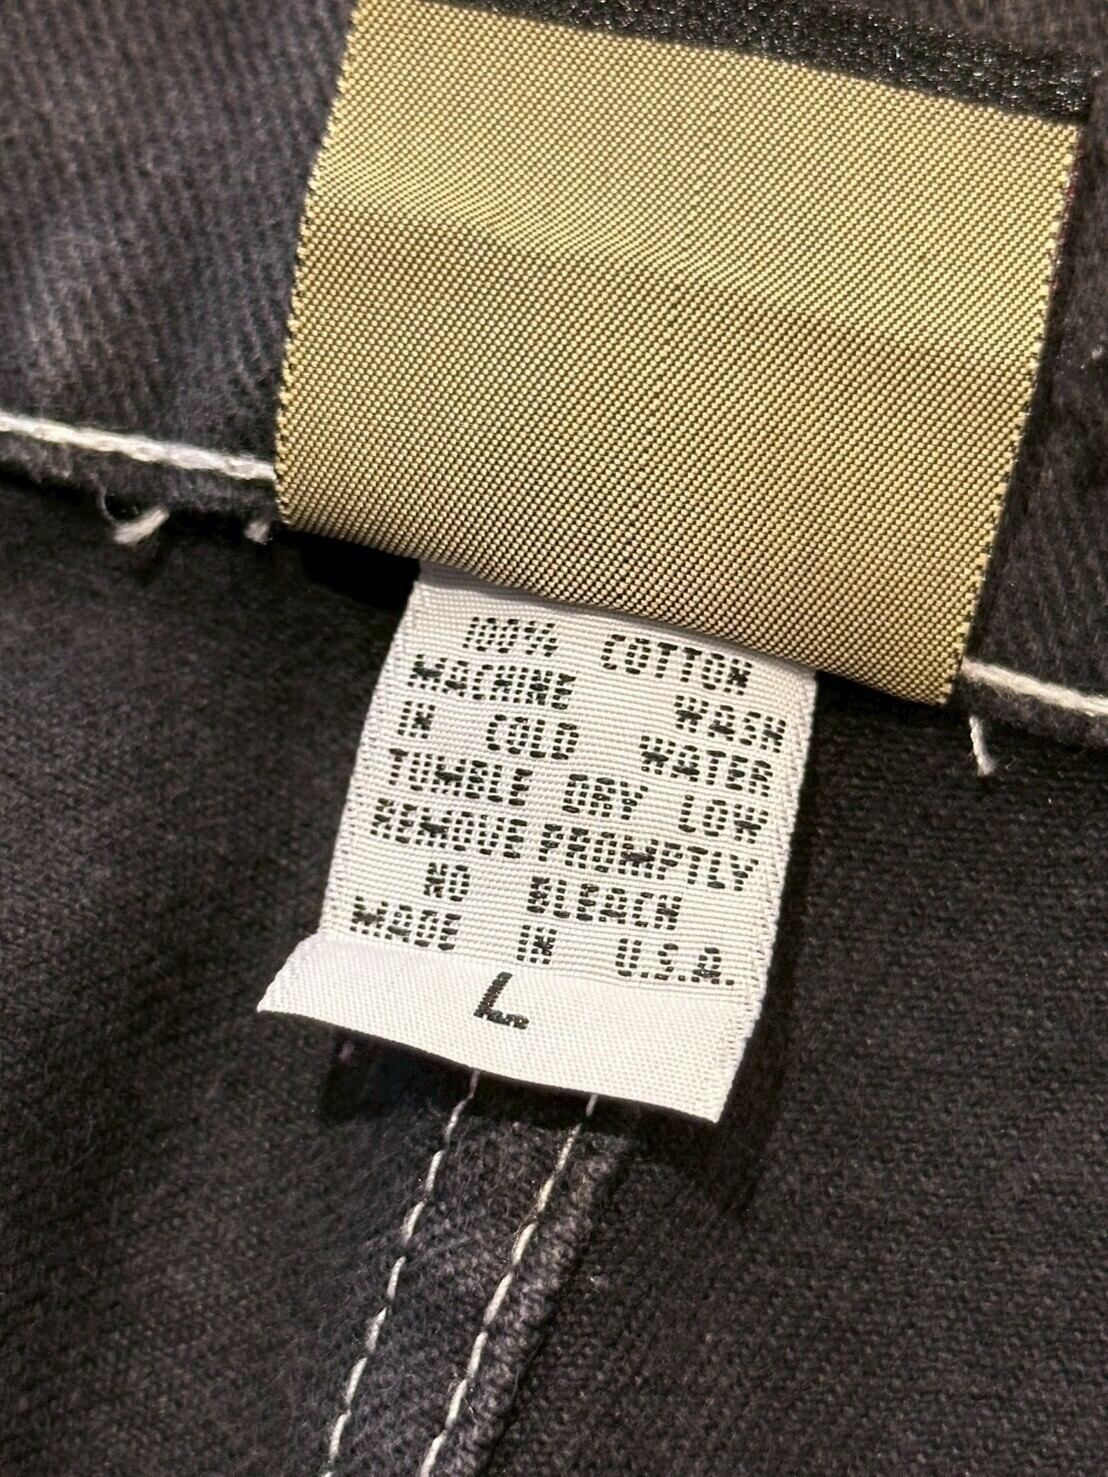 100% COTTON
MACHINE WASH
IN COLD WATER
TUMBLE DRY LOW
REMOVE PROMPTLY
NO BLEACH
MADE IN U.S.A.
L